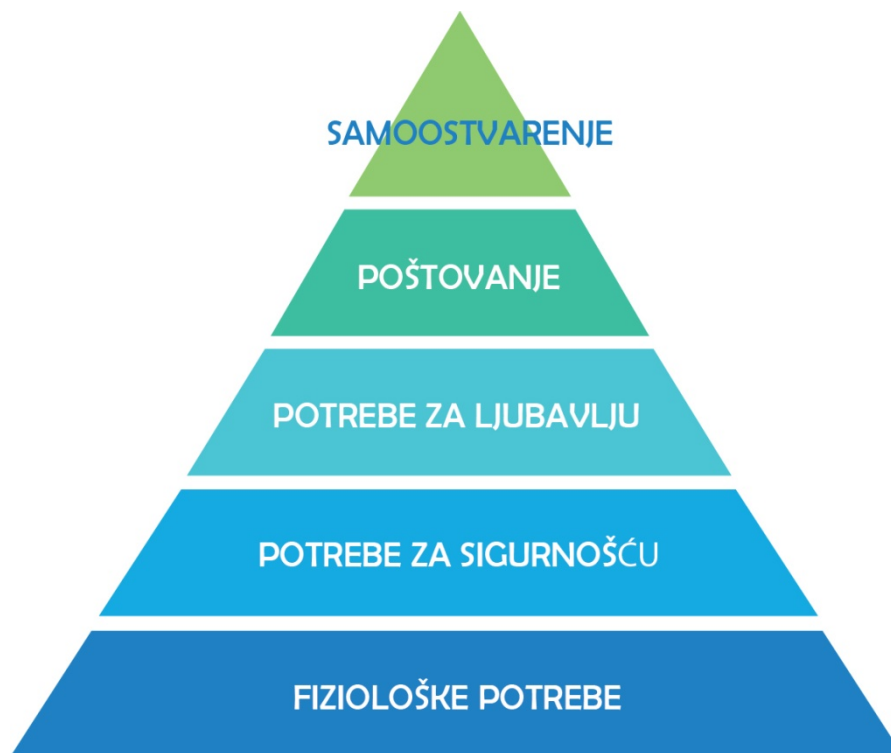 SAMOOSTVARENJE
POŠTOVANJE
POTREBE ZA LJUBAVLJU
POTREBE ZA SIGURNOŠĆU
FIZIOLOŠKE POTREBE